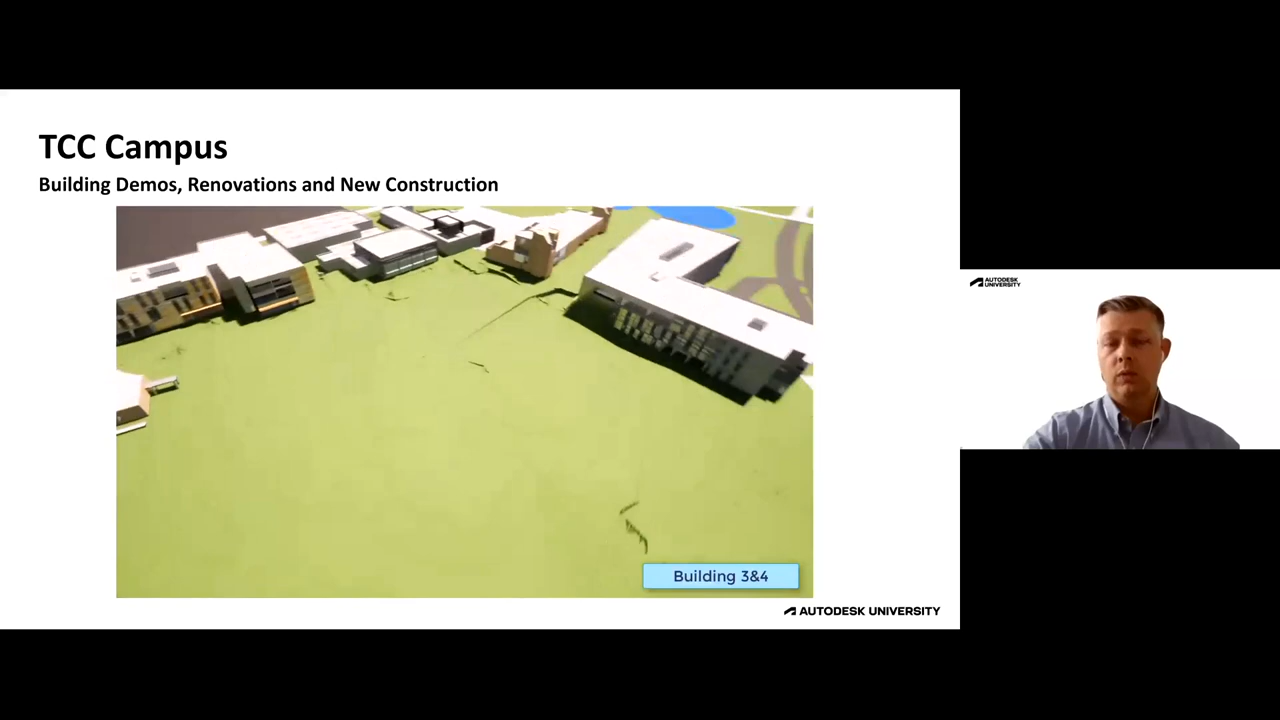 TCC Campus
Building Demos, Renovations and New Construction
Building 3&4
AUTODESK UNIVERSITY
AUTODESK
UNIVERSITY